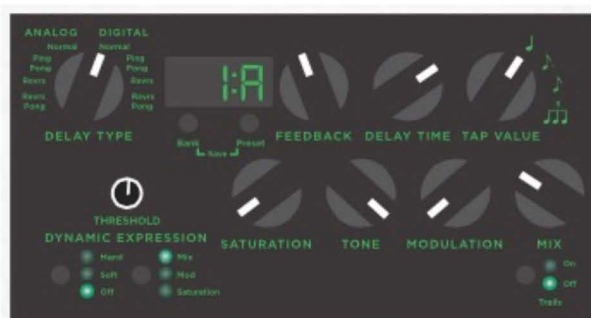 ANALOG DIGITAL
Normal Normal
Ping Pong
Ping Pong
Revrs
Revrs
Revrs Pong
Revrs Pong
DELAY TYPE
1:A
Bank
Save
Preset
FEEDBACK
DELAY TIME
TAP VALUE
THRESHOLD
DYNAMIC EXPRESSION
Hard
Soft
Off
Mix
Mod
Saturation
SATURATION
TONE
MODULATION
MIX
On
Off
Trails